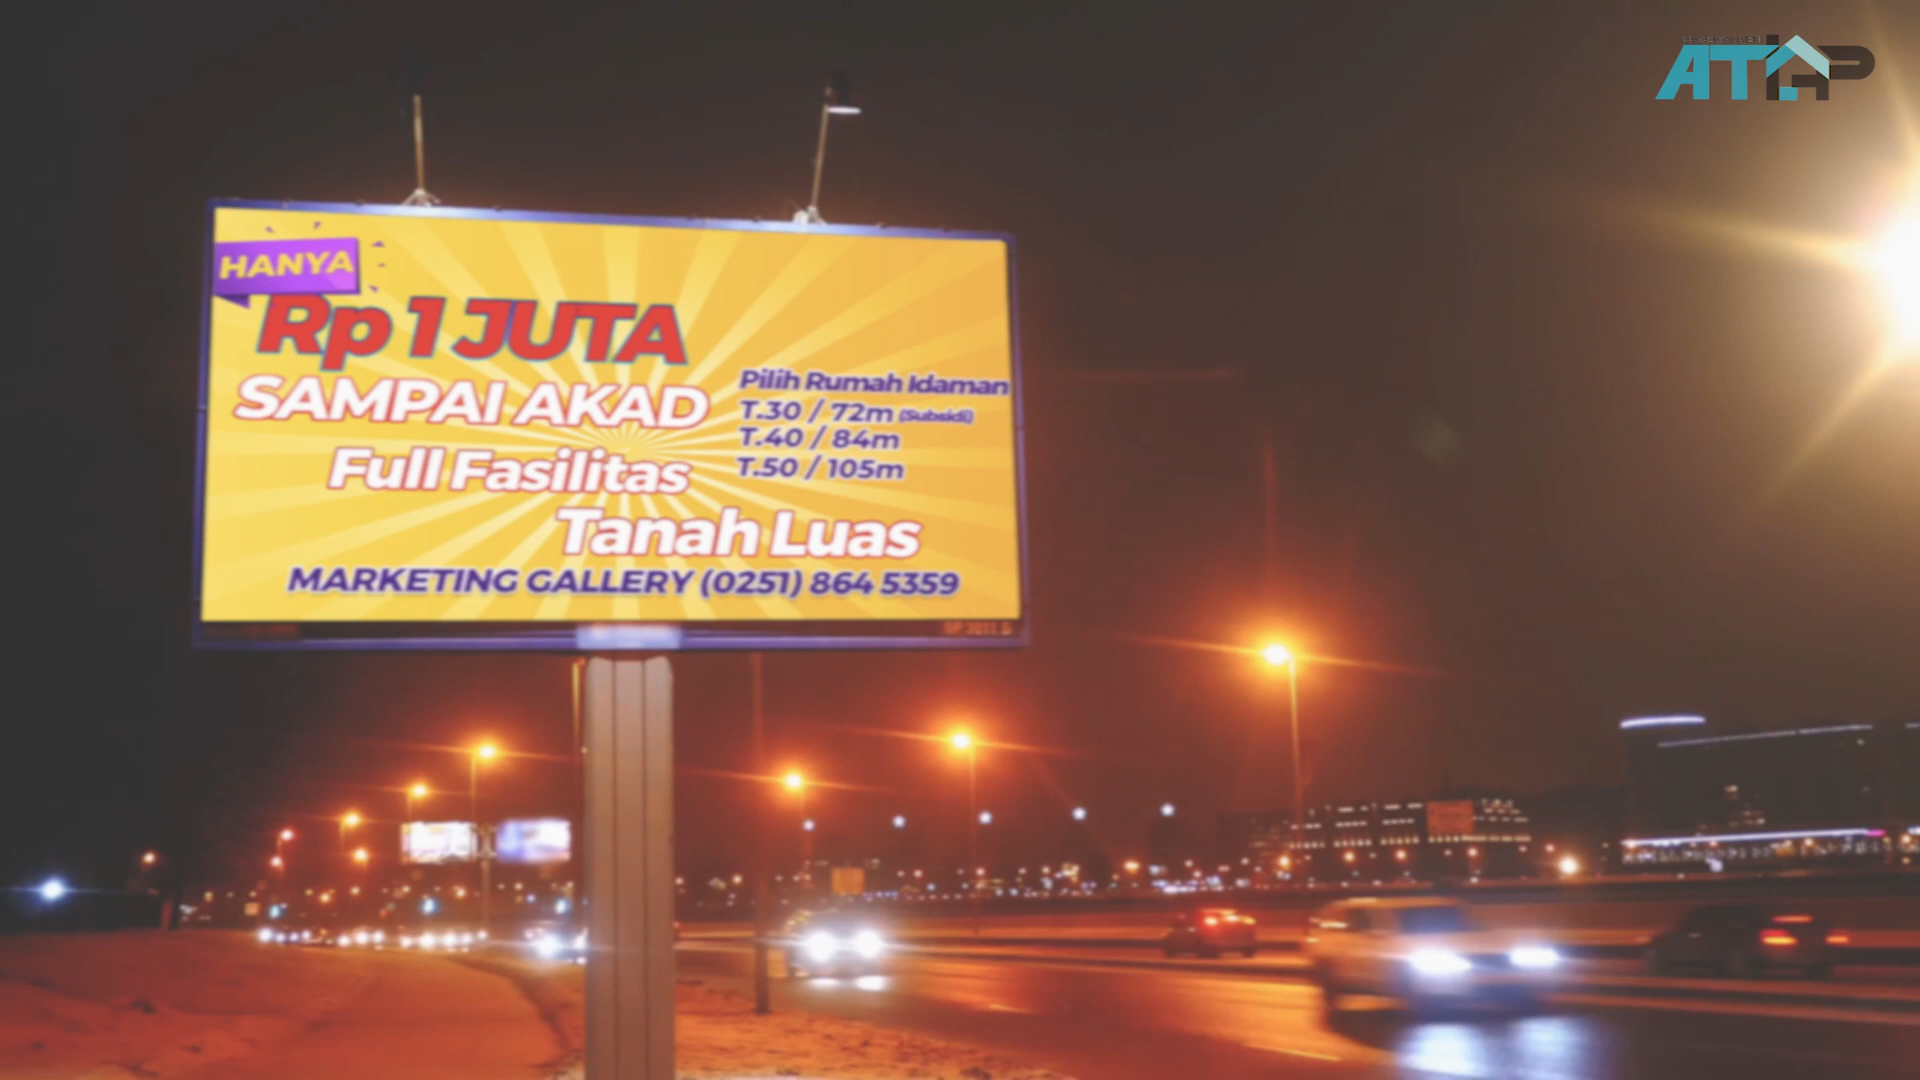 HANYA
Rp 1 JUTA
SAMPAI AKAD
Full Fasilitas
Tanah Luas
Pilih Rumah Idaman
T.30 / 72m (Subsidi)
T.40 / 84m
T.50 / 105m
MARKETING GALLERY (0251) 864 5359
ATAP